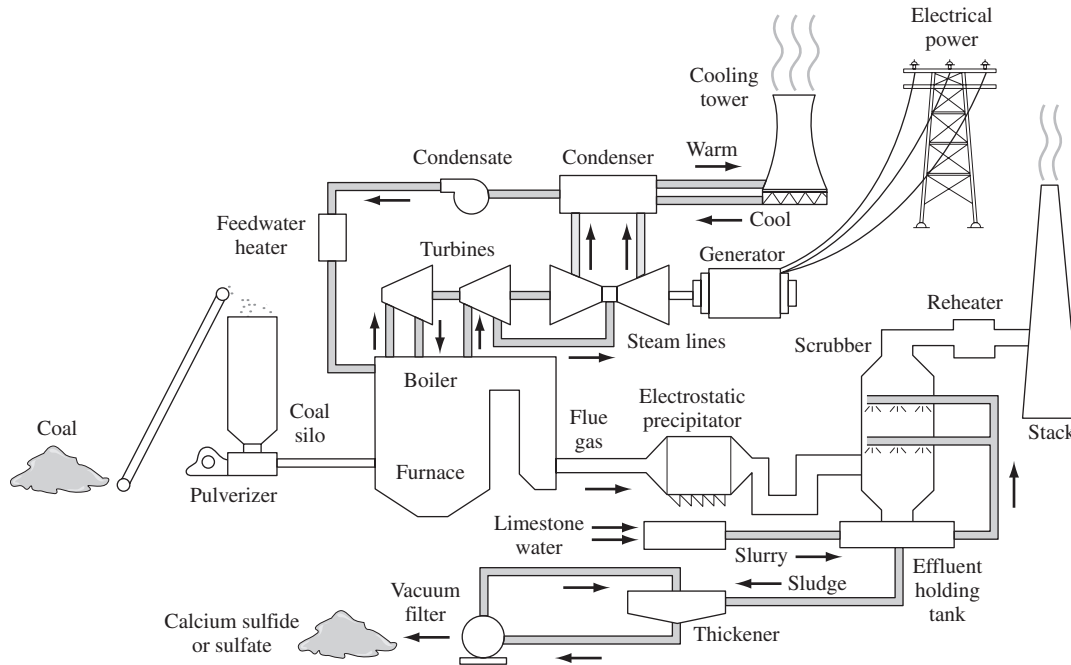 Electrical
power
Cooling
tower
Condensate
Condenser
Warm
Cool
Feedwater
heater
Turbines
Generator
Reheater
Steam lines
Scrubber
Boiler
Coal
silo
Coal
Electrostatic
precipitator
Flue
gas
Stack
Furnace
Pulverizer
Limestone
water
Slurry
Effluent
holding
tank
Sludge
Vacuum
filter
Calcium sulfide
or sulfate
Thickener